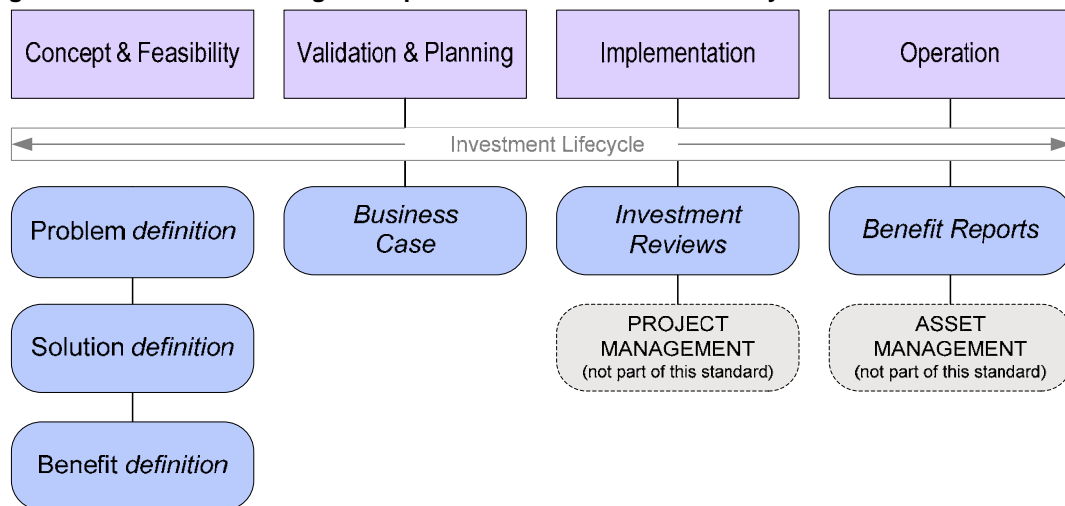 Concept & Feasibility
Validation & Planning
Implementation
Operation
Investment Lifecycle
Problem definition
Solution definition
Benefit definition
Business
Case
Investment
Reviews
PROJECT
MANAGEMENT
(not part of this standard)
Benefit Reports
ASSET
MANAGEMENT
(not part of this standard)